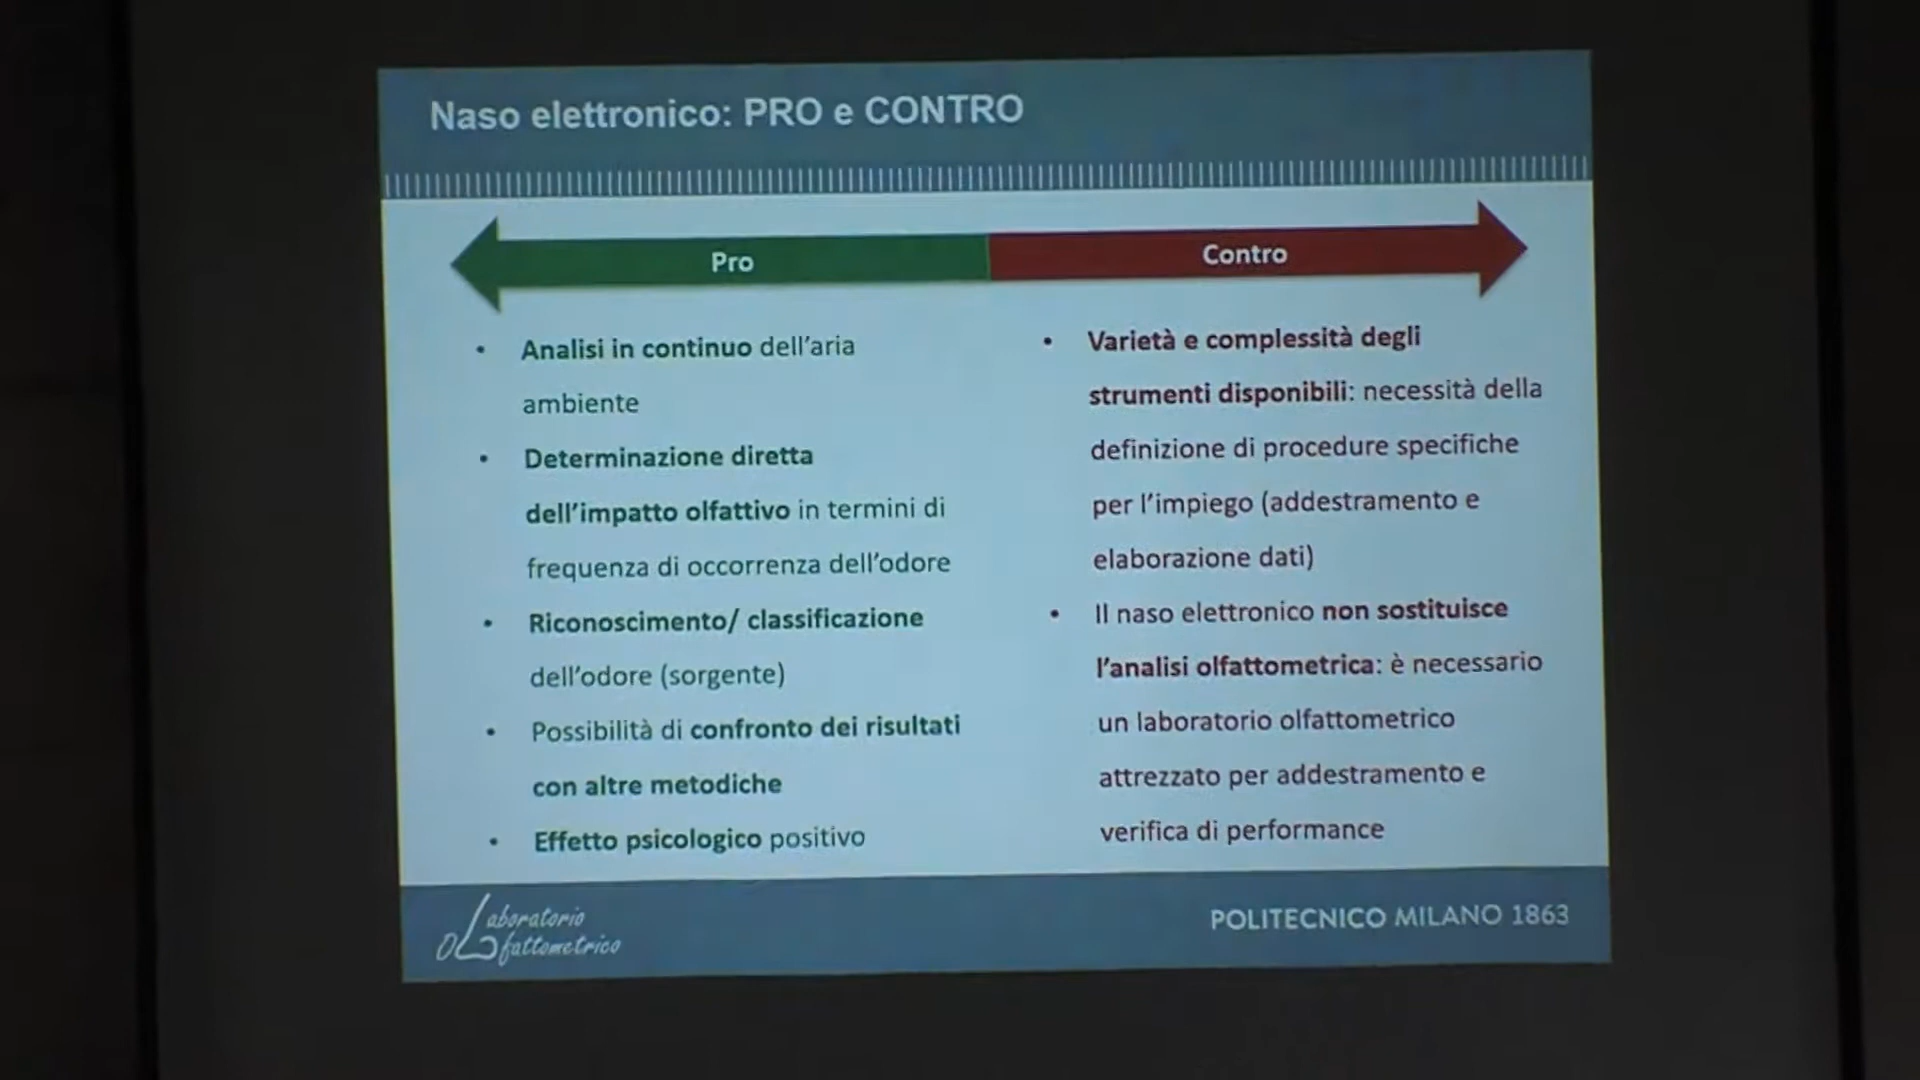 Naso elettronico: PRO e CONTRO
Pro
Contro
• Analisi in continuo dell'aria
ambiente
• Determinazione diretta
dell'impatto olfattivo in termini di
frequenza di occorrenza dell'odore
• Riconoscimento/ classificazione
dell'odore (sorgente)
• Possibilità di confronto dei risultati
con altre metodiche
• Effetto psicologico positivo
• Varietà e complessità degli
strumenti disponibili: necessità della
definizione di procedure specifiche
per l'impiego (addestramento e
elaborazione dati)
• Il naso elettronico non sostituisce
l'analisi olfattometrica: è necessario
un laboratorio olfattometrico
attrezzato per addestramento e
verifica di performance
Laboratorio
Olfattometrico
POLITECNICO MILANO 1863